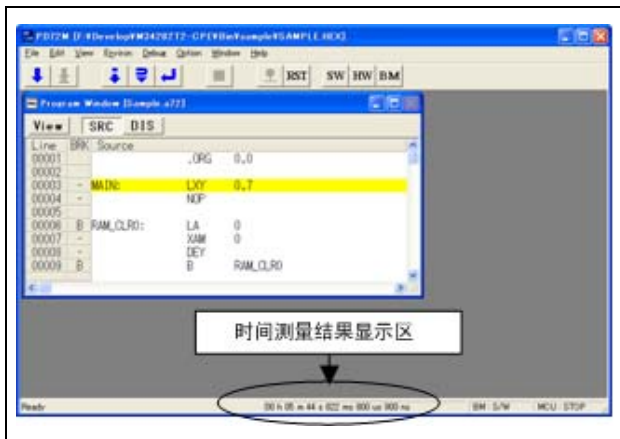 PD72M [F:¥Develop¥M34282T2-CPE¥Bin¥sample¥SAMPLE.HEX]
File Edit View Environ Debug Option Window Help
RST SW HW BM
Program Window [Sample.a72]
View SRC DIS
Line BRK Source
00001 .ORG 0.0
00002
00003 - MAIN: LXY 0.7
00004 - NOP
00005
00006 B RAM_CLR0: LA 0
00007 - XAM 0
00008 - DEY
00009 B B RAM_CLR0
时间测量结果显示区
Ready 00 h 05 m 44 s 822 ms 800 us 900 ns BM: S/W MCU: STOP